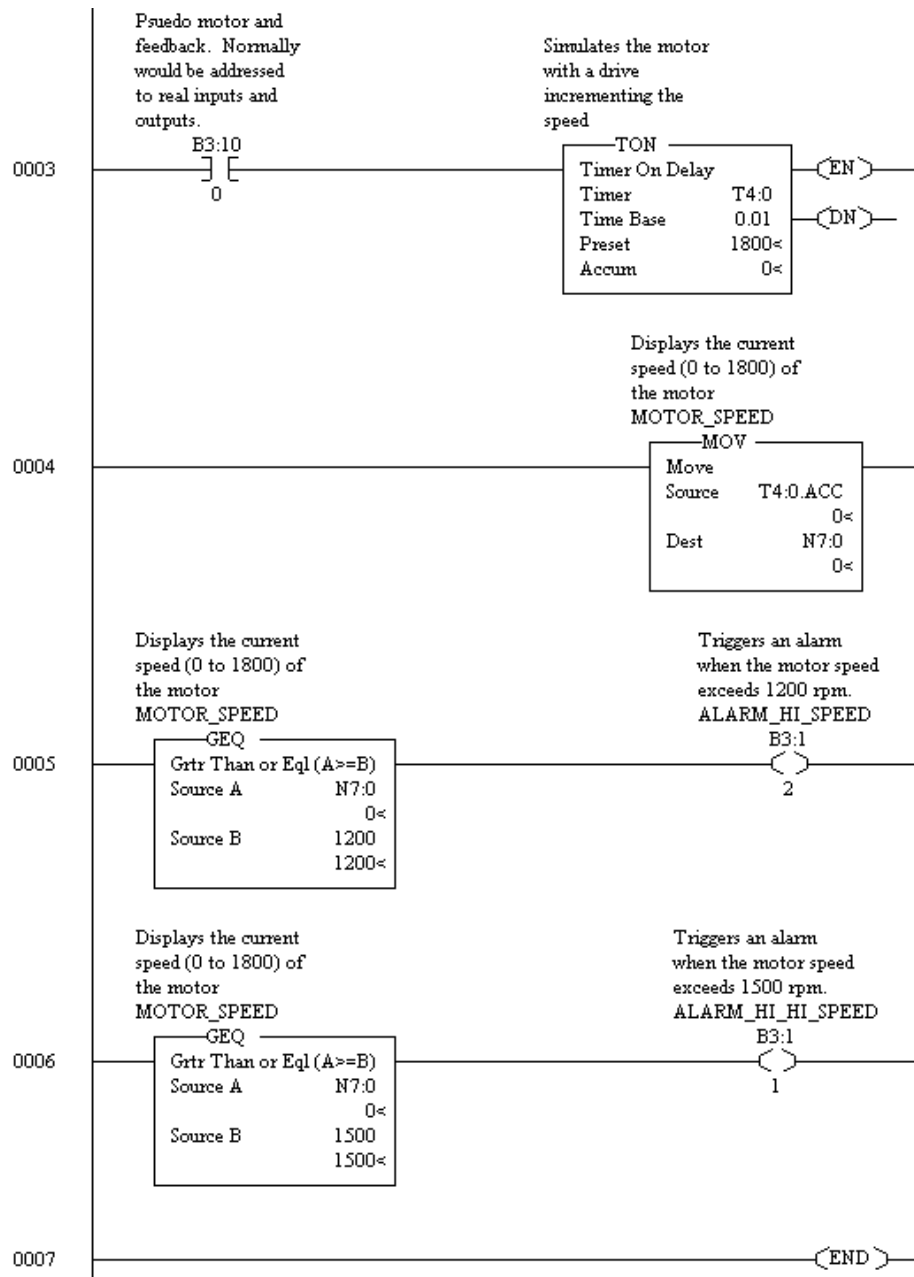 Psuedo motor and
feedback. Normally
would be addressed
to real inputs and
outputs.
B3:10
0
Simulates the motor
with a drive
incrementing the
speed
0003
TON
Timer On Delay
Timer T4:0
Time Base 0.01
Preset 1800<
Accum 0<
EN
DN
Displays the current
speed (0 to 1800) of
the motor
MOTOR_SPEED
0004
MOV
Move
Source T4:0.ACC
0<
Dest N7:0
0<
Displays the current
speed (0 to 1800) of
the motor
MOTOR_SPEED
0005
GEQ
Grtr Than or Eql (A>=B)
Source A N7:0
0<
Source B 1200
1200<
Triggers an alarm
when the motor speed
exceeds 1200 rpm.
ALARM_HI_SPEED
B3:1
2
Displays the current
speed (0 to 1800) of
the motor
MOTOR_SPEED
0006
GEQ
Grtr Than or Eql (A>=B)
Source A N7:0
0<
Source B 1500
1500<
Triggers an alarm
when the motor speed
exceeds 1500 rpm.
ALARM_HI_HI_SPEED
B3:1
1
0007
END